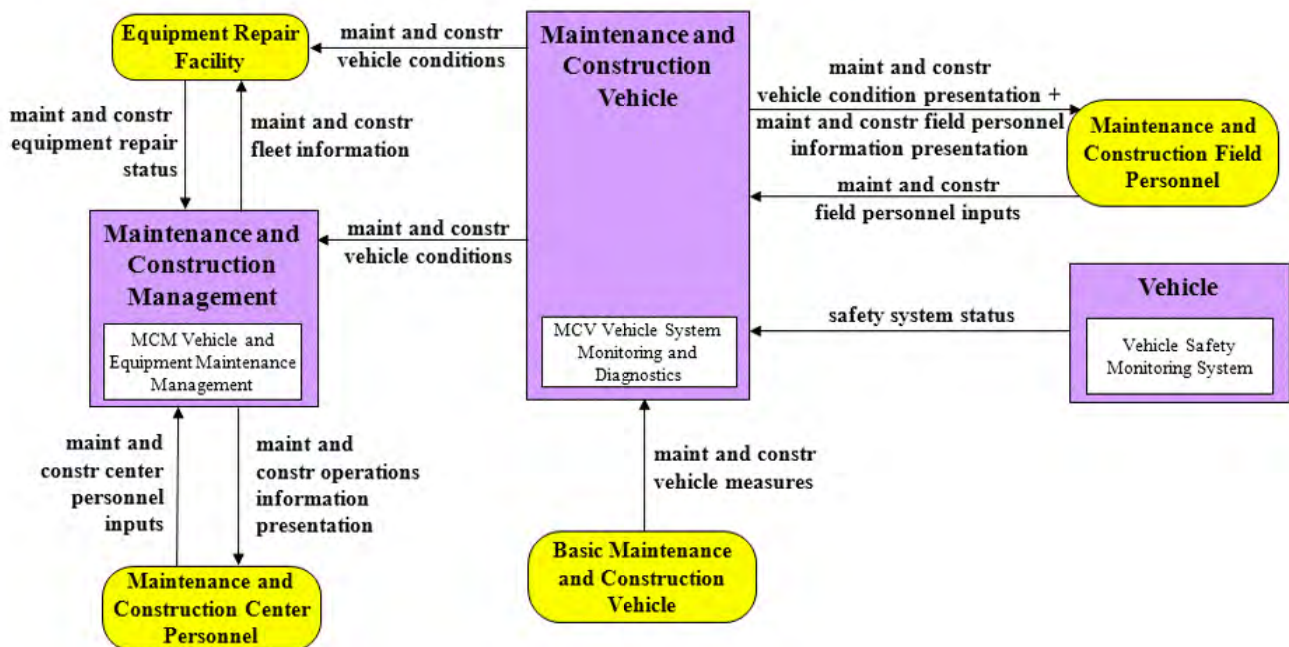 Equipment Repair
Facility
maint and constr
vehicle conditions
Maintenance and
Construction
Vehicle
maint and constr
vehicle condition presentation +
maint and constr field personnel
information presentation
Maintenance and
Construction Field
Personnel
maint and constr
equipment repair
status
maint and constr
fleet information
maint and constr
field personnel inputs
Maintenance and
Construction
Management
MCM Vehicle and
Equipment Maintenance
Management
maint and constr
vehicle conditions
MCV Vehicle System
Monitoring and
Diagnostics
safety system status
Vehicle
Vehicle Safety
Monitoring System
maint and
constr center
personnel
inputs
maint and
constr operations
information
presentation
maint and constr
vehicle measures
Maintenance and
Construction Center
Personnel
Basic Maintenance
and Construction
Vehicle